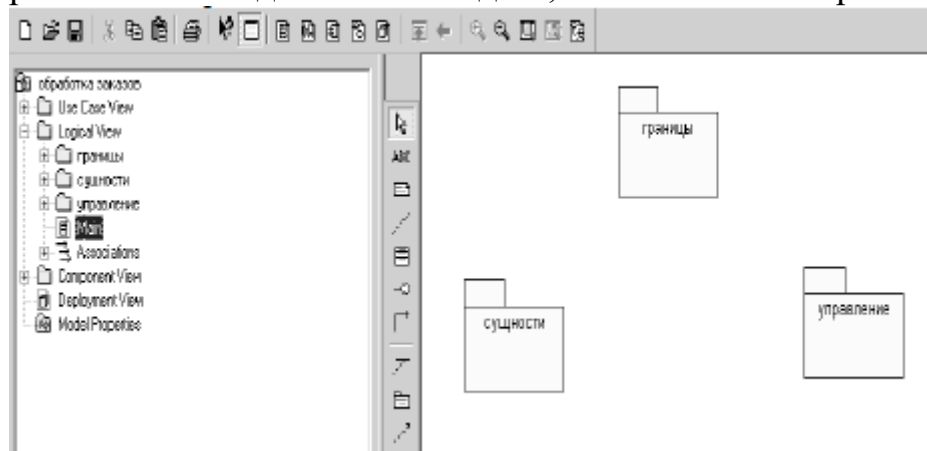 обработка заказов
Use Case View
Logical View
границы
сущности
управление
Main
Associations
Component View
Deployment View
Model Properties
ABC
границы
сущности
управление